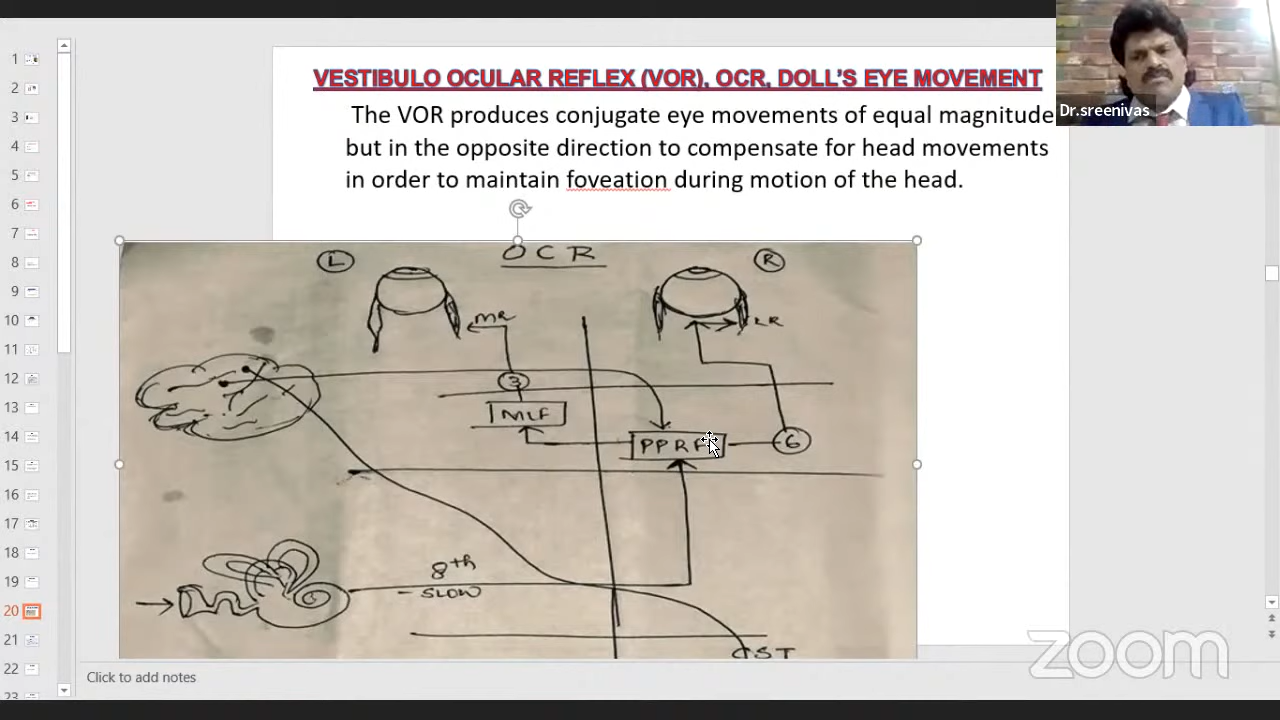 VESTIBULO OCULAR REFLEX (VOR), OCR, DOLL'S EYE MOVEMENT
Dr.sreenivas
The VOR produces conjugate eye movements of equal magnitude
but in the opposite direction to compensate for head movements
in order to maintain foveation during motion of the head.
OCR
L
R
MR
LR
3
MLF
PPRF
6
8th
- SLOW
CST
1
2
3
4
5
6
7
8
9
10
11
12
13
14
15
16
17
18
19
20
21
22
23
Click to add notes
zoom